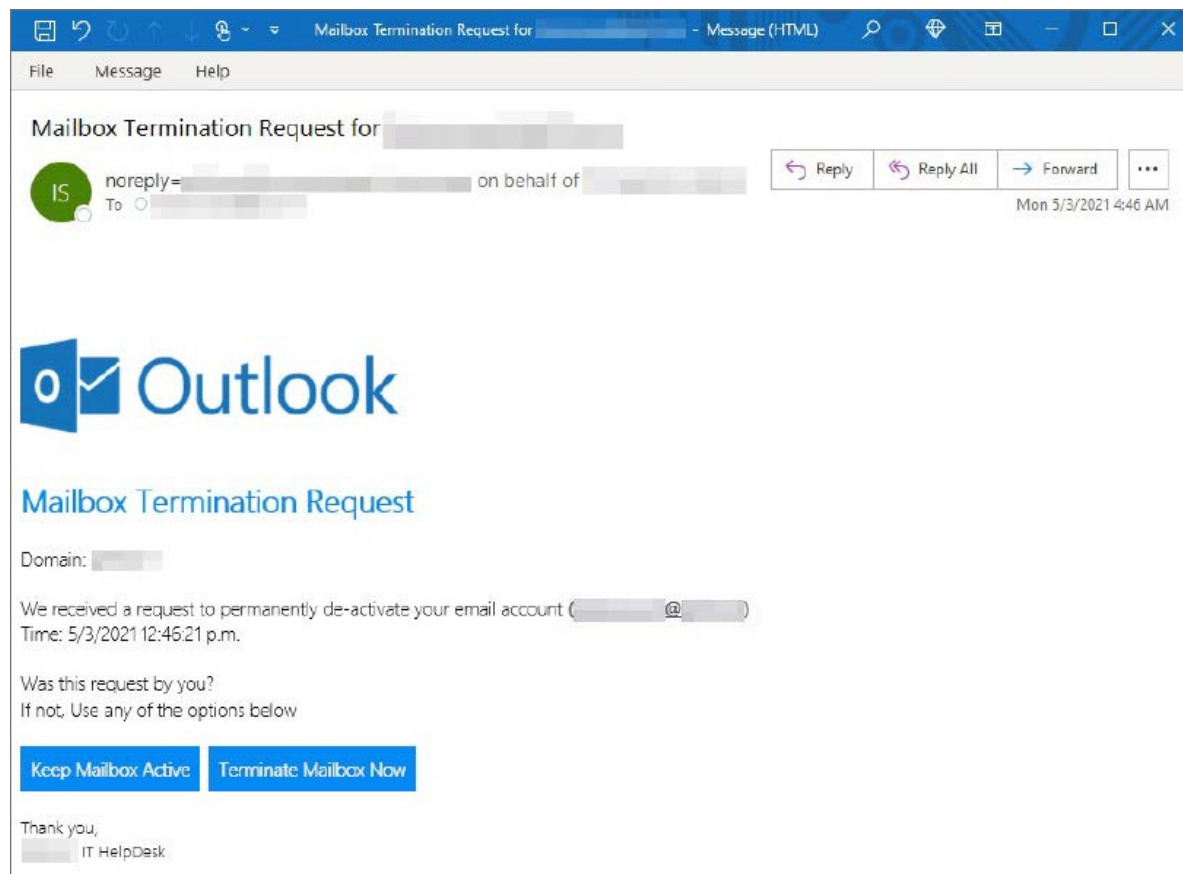 Mailbox Termination Request for - Message (HTML)
File Message Help
Mailbox Termination Request for
IS
noreply= on behalf of
To
Reply Reply All Forward ...
Mon 5/3/2021 4:46 AM
o Outlook
Mailbox Termination Request
Domain:
We received a request to permanently de-activate your email account ( @ )
Time: 5/3/2021 12:46:21 p.m.
Was this request by you?
If not, Use any of the options below
Keep Mailbox Active Terminate Mailbox Now
Thank you,
IT HelpDesk